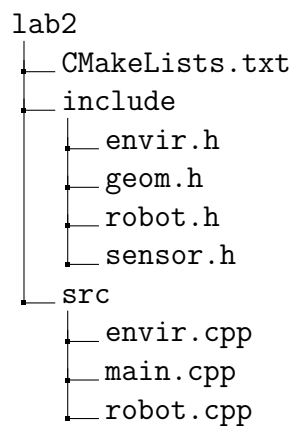 lab2
CMakeLists.txt
include
envir.h
geom.h
robot.h
sensor.h
src
envir.cpp
main.cpp
robot.cpp